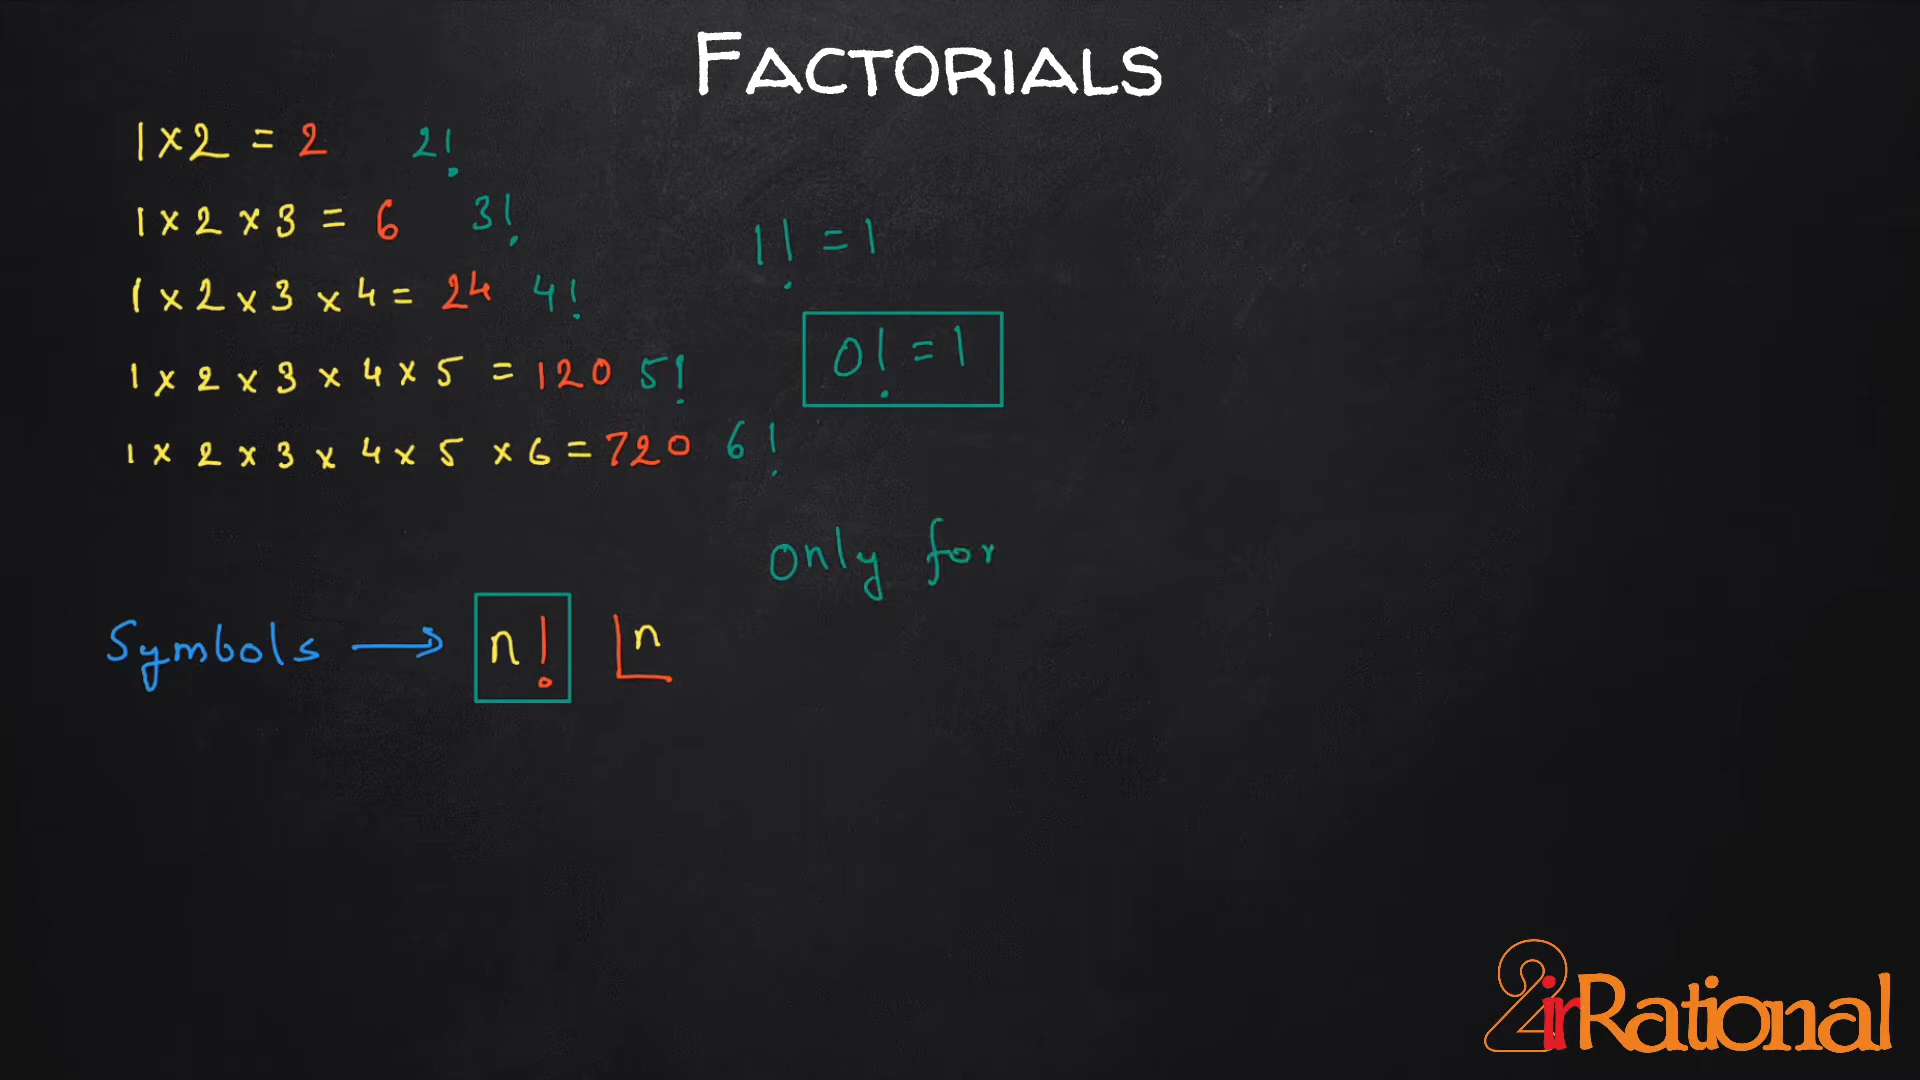 FACTORIALS
1 x 2 = 2 2!
1 x 2 x 3 = 6 3!
1 x 2 x 3 x 4 = 24 4!
1 x 2 x 3 x 4 x 5 = 120 5!
1 x 2 x 3 x 4 x 5 x 6 = 720 6!
1! = 1
0! = 1
only for
Symbols → n! |n
2irRational